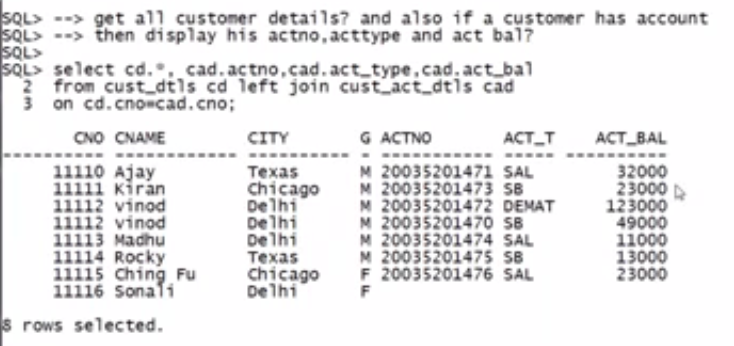 SQL> --> get all customer details? and also if a customer has account
SQL> --> then display his actno,acttype and act bal?
SQL>
SQL> select cd.*, cad.actno,cad.act_type,cad.act_bal
2 from cust_dtls cd left join cust_act_dtls cad
3 on cd.cno=cad.cno;
CNO CNAME CITY G ACTNO ACT_T ACT_BAL
---------- ------------ ---------- - ----------- ----- ----------
11110 Ajay Texas M 20035201471 SAL 32000
11111 Kiran Chicago M 20035201473 SB 23000
11112 vinod Delhi M 20035201472 DEMAT 123000
11112 vinod Delhi M 20035201470 SB 49000
11113 Madhu Delhi M 20035201474 SAL 11000
11114 Rocky Texas M 20035201475 SB 13000
11115 Ching Fu Chicago F 20035201476 SAL 23000
11116 Sonali Delhi F
8 rows selected.